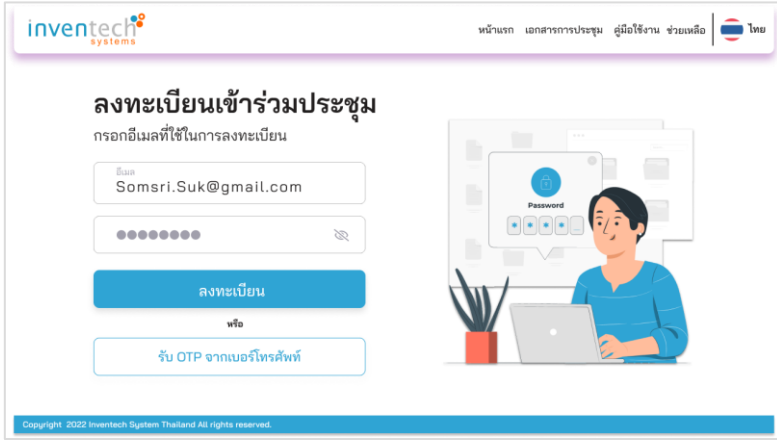 inventech
systems
หน้าแรก เอกสารการประชุม คู่มือใช้งาน ช่วยเหลือ ไทย
ลงทะเบียนเข้าร่วมประชุม
กรอกอีเมลที่ใช้ในการลงทะเบียน
อีเมล
Somsri.Suk@gmail.com
ลงทะเบียน
หรือ
รับ OTP จากเบอร์โทรศัพท์
Password
Copyright 2022 Inventech System Thailand All rights reserved.